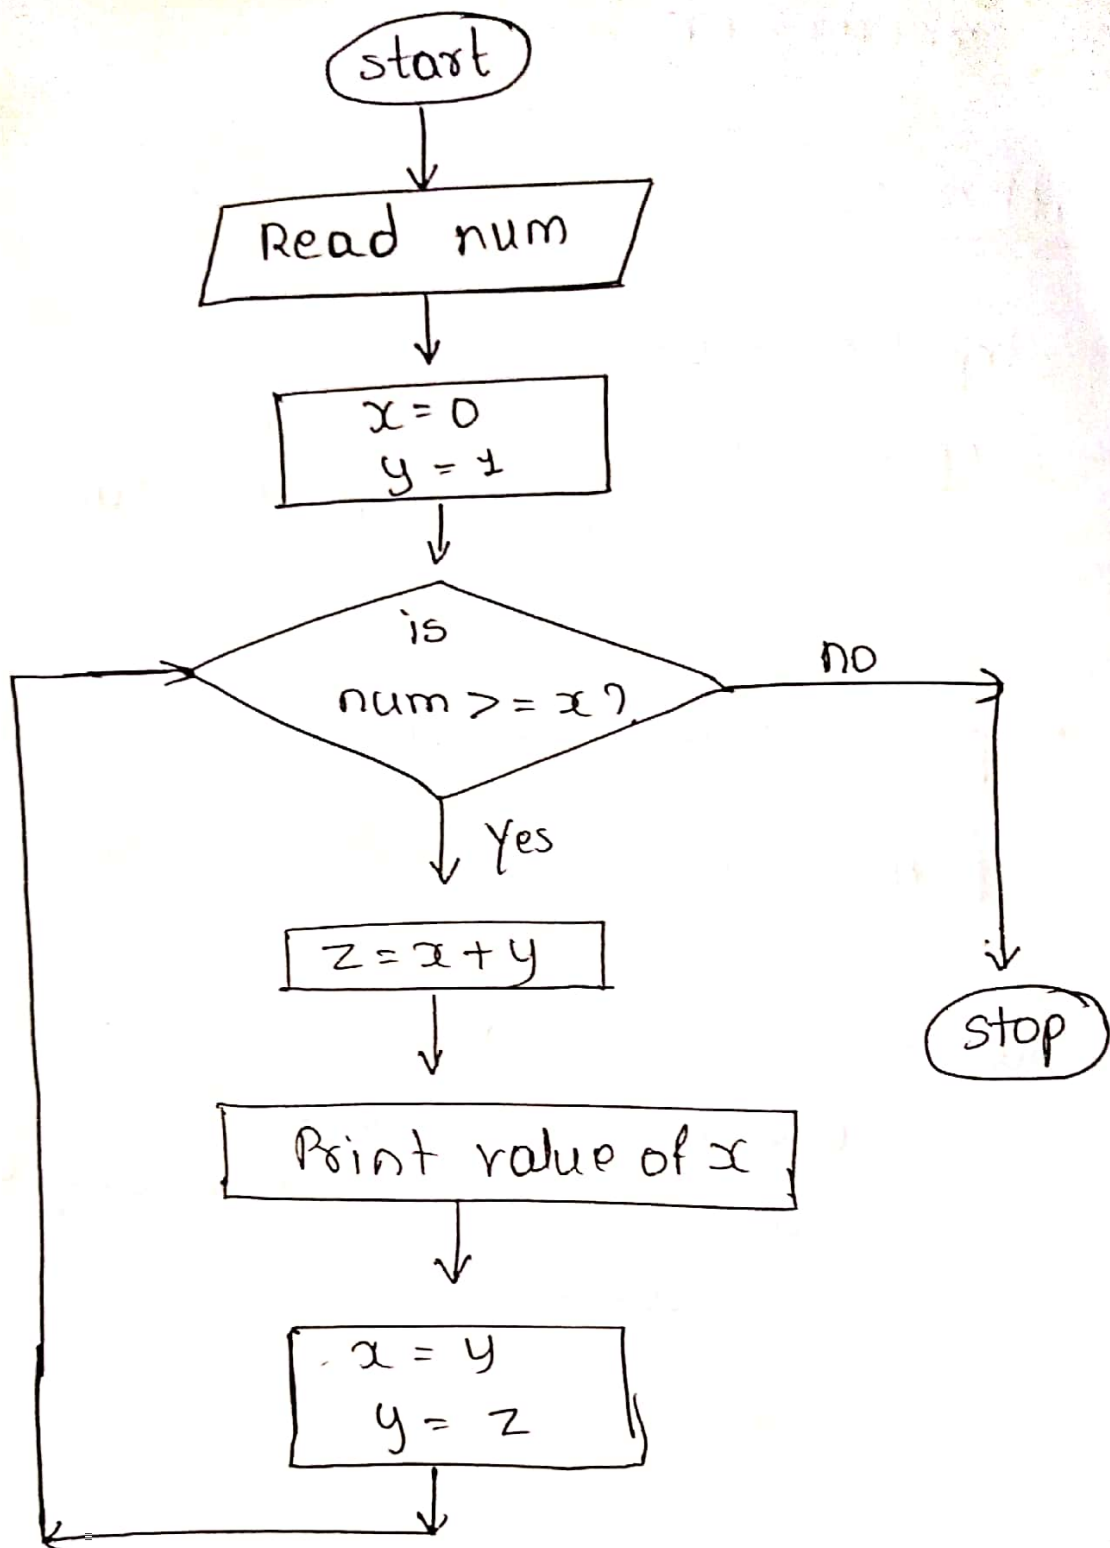 start
Read num
x = 0
y = 1
is
num >= x?
no
Yes
z = x + y
stop
Print value of x
x = y
y = z